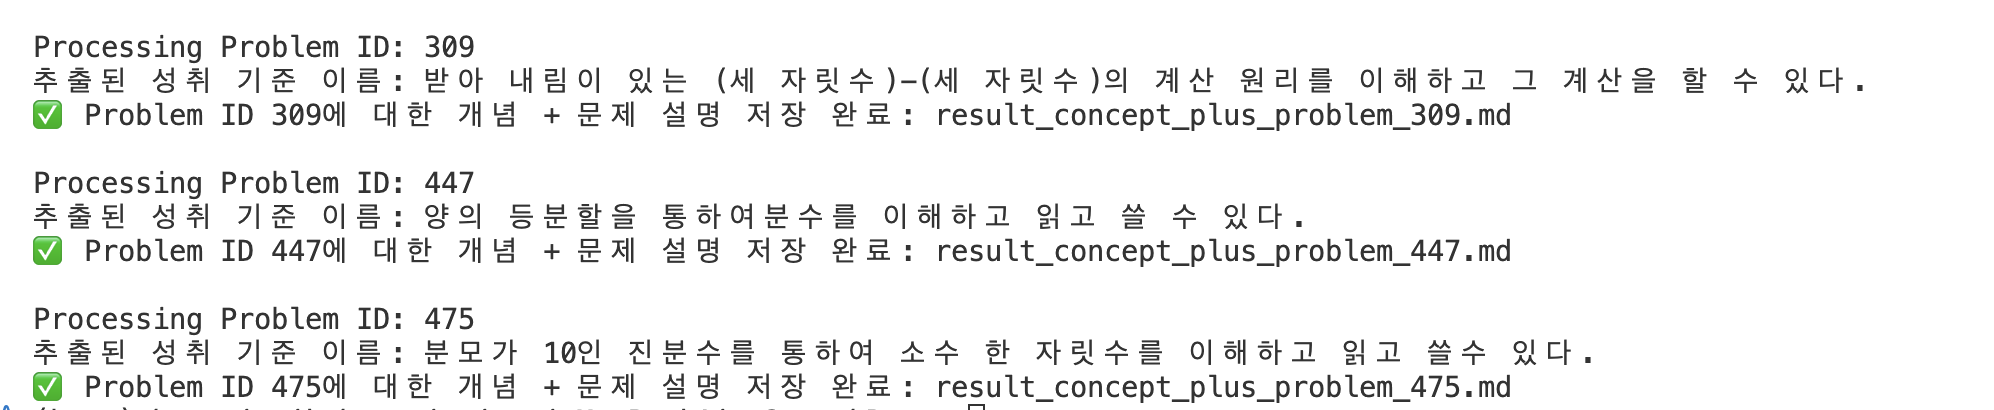 Processing Problem ID: 309
추출된 성취 기준 이름: 받아 내림이 있는 (세 자릿수)-(세 자릿수)의 계산 원리를 이해하고 그 계산을 할 수 있다.
✅ Problem ID 309에 대한 개념 + 문제 설명 저장 완료: result_concept_plus_problem_309.md
Processing Problem ID: 447
추출된 성취 기준 이름: 양의 등분할을 통하여분수를 이해하고 읽고 쓸 수 있다.
✅ Problem ID 447에 대한 개념 + 문제 설명 저장 완료: result_concept_plus_problem_447.md
Processing Problem ID: 475
추출된 성취 기준 이름: 분모가 10인 진분수를 통하여 소수 한 자릿수를 이해하고 읽고 쓸수 있다.
✅ Problem ID 475에 대한 개념 + 문제 설명 저장 완료: result_concept_plus_problem_475.md